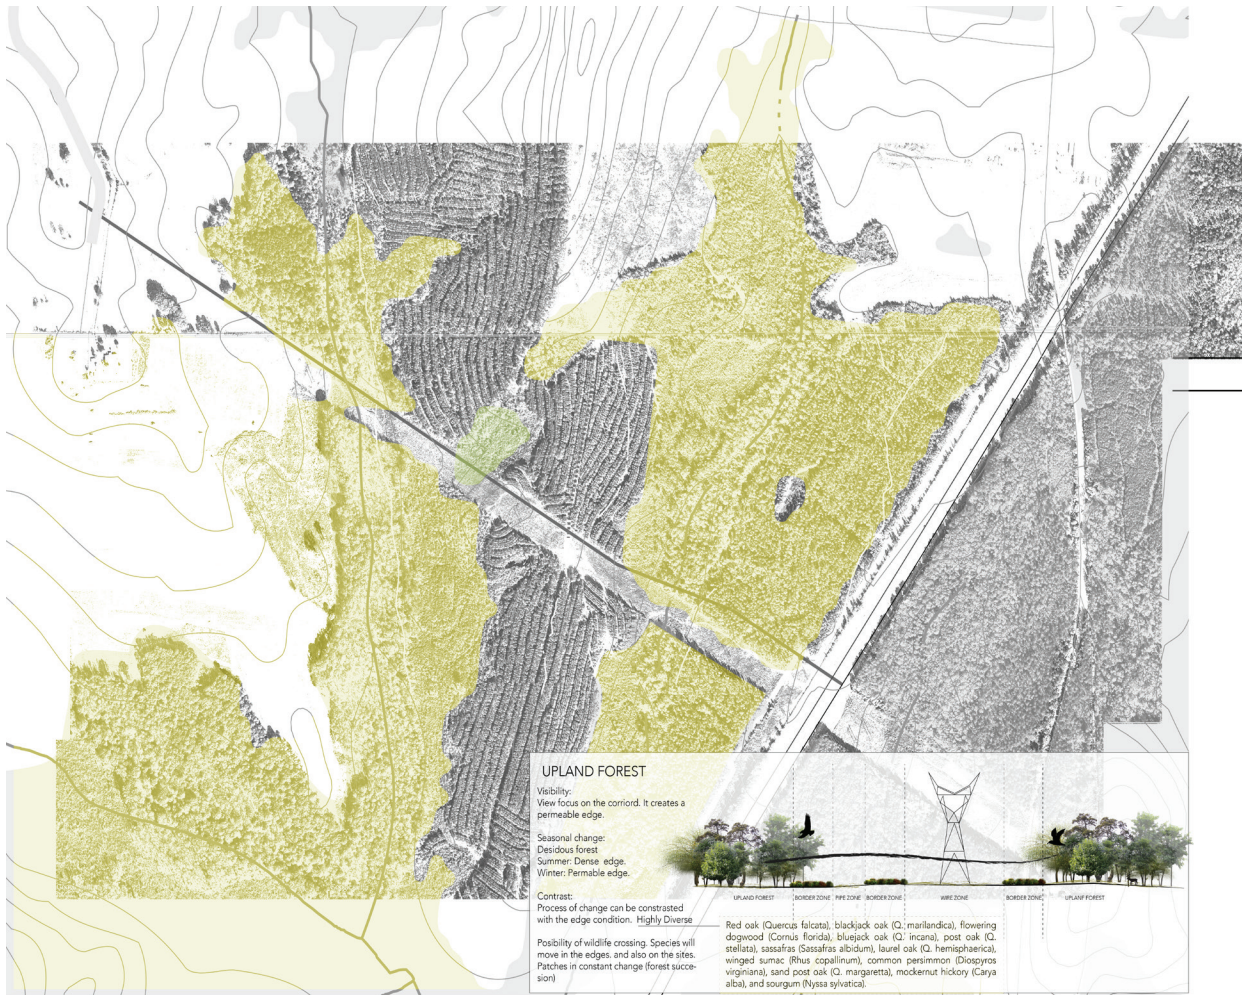 UPLAND FOREST
Visibility:
View focus on the corriord. It creates a
permeable edge.
Seasonal change:
Desidous forest
Summer: Dense edge.
Winter: Permable edge.
Contrast:
Process of change can be constrasted
with the edge condition. Highly Diverse
Posibility of wildlife crossing. Species will
move in the edges. and also on the sites.
Patches in constant change (forest succe-
sion)
UPLAND FOREST BORDER ZONE PIPE ZONE BORDER ZONE WIRE ZONE BORDER ZONE UPLANF FOREST
Red oak (Quercus falcata), blackjack oak (Q. marilandica), flowering
dogwood (Cornus florida), bluejack oak (Q. incana), post oak (Q.
stellata), sassafras (Sassafras albidum), laurel oak (Q. hemisphaerica),
winged sumac (Rhus copallinum), common persimmon (Diospyros
virginiana), sand post oak (Q. margaretta), mockernut hickory (Carya
alba), and sourgum (Nyssa sylvatica).